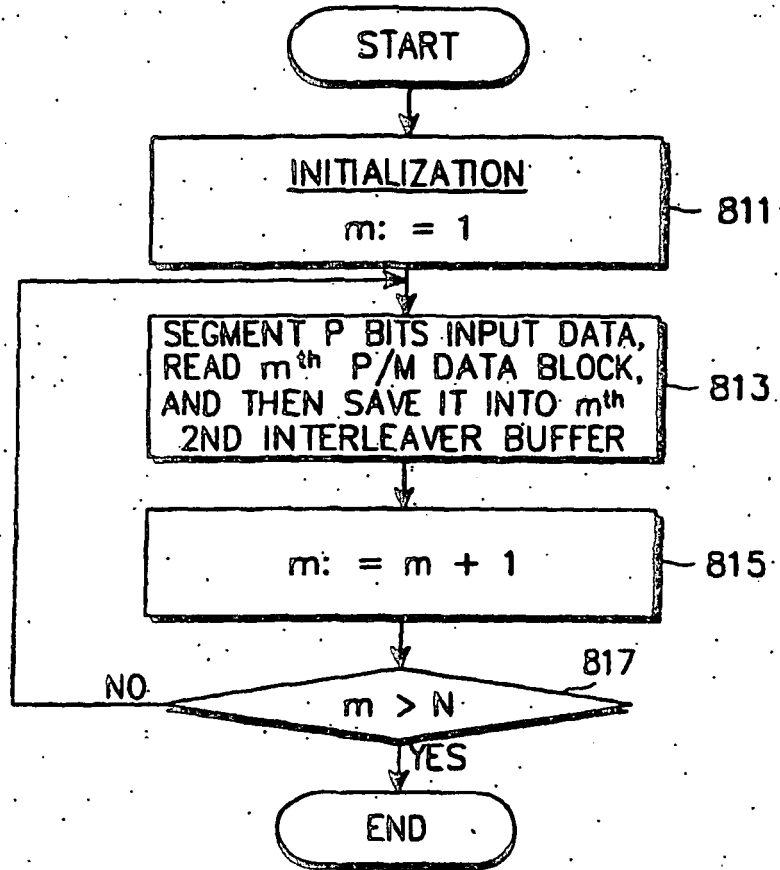 START
INITIALIZATION
m: = 1
811
SEGMENT P BITS INPUT DATA,
READ mth P/M DATA BLOCK,
AND THEN SAVE IT INTO mth
2ND INTERLEAVER BUFFER
813
m: = m + 1
815
817
NO
m > N
YES
END